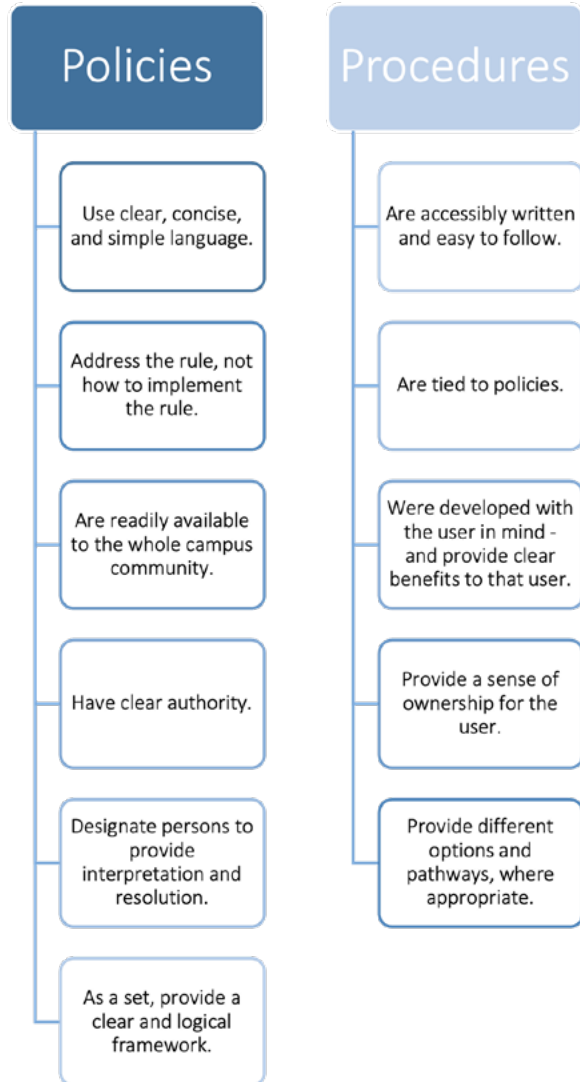 Policies
Use clear, concise,
and simple language.
Address the rule, not
how to implement
the rule.
Are readily available
to the whole campus
community.
Have clear authority.
Designate persons to
provide
interpretation and
resolution.
As a set, provide a
clear and logical
framework.
Procedures
Are accessibly written
and easy to follow.
Are tied to policies.
Were developed with
the user in mind -
and provide clear
benefits to that user.
Provide a sense of
ownership for the
user.
Provide different
options and
pathways, where
appropriate.